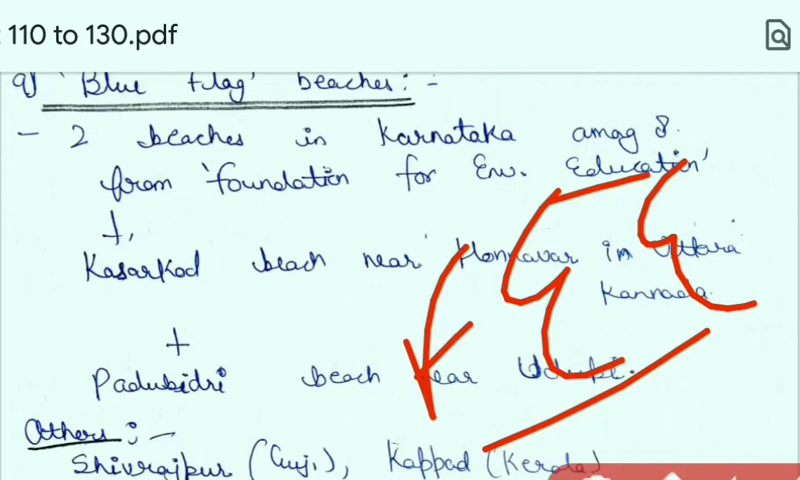 110 to 130.pdf
'Blue flag' beaches: -
- 2 beaches in Karnataka amog 8.
from 'foundation for Env. Education'
+,
Kasarkod beach near Honnavar in Uttara
Kannada.
+
Padubidri beach near Udupi.
Others: -
Shivrajpur (Guj.), Kappad (Kerala)